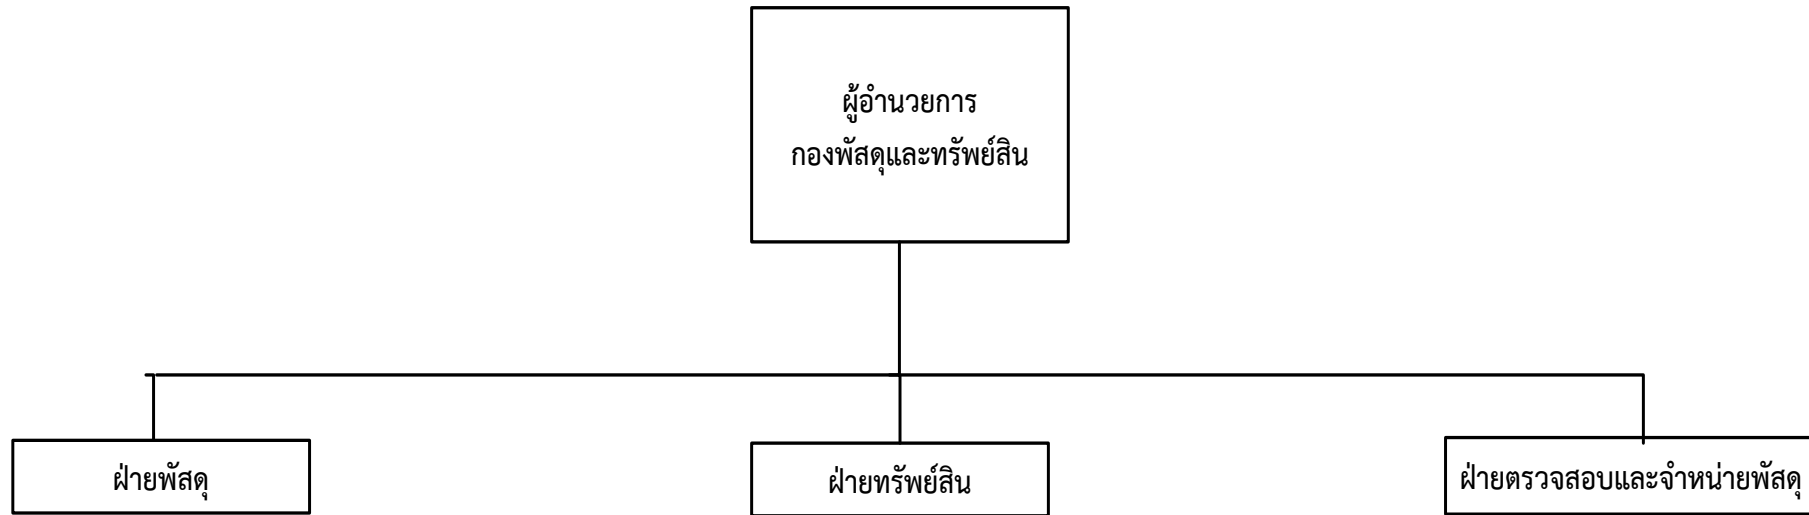 ผู้อำนวยการ
กองพัสดุและทรัพย์สิน
ฝ่ายพัสดุ
ฝ่ายทรัพย์สิน
ฝ่ายตรวจสอบและจำหน่ายพัสดุ